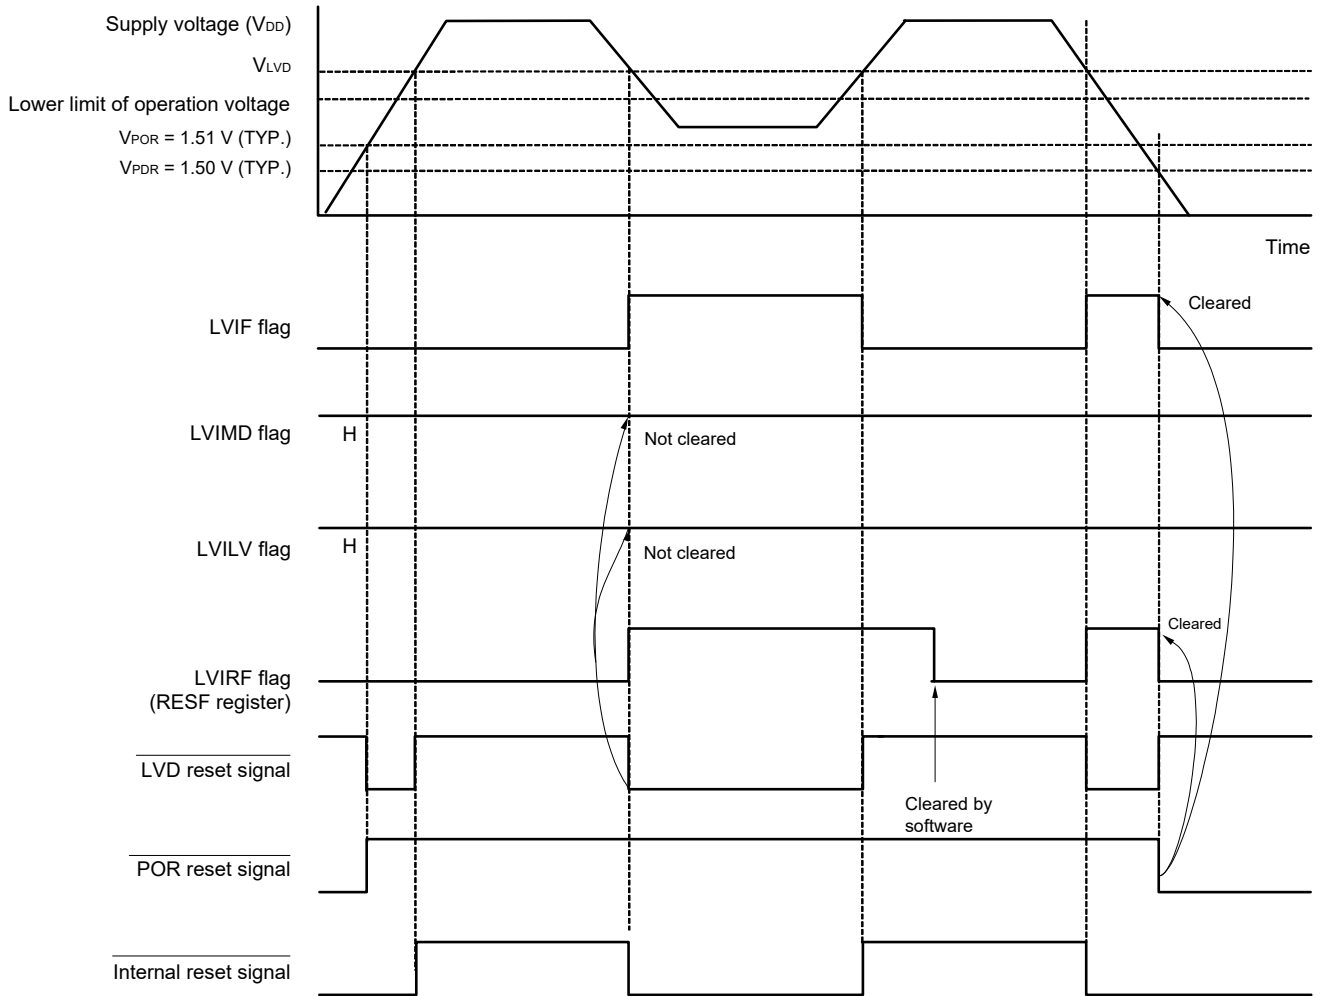 Supply voltage (VDD)
VLVD
Lower limit of operation voltage
VPOR = 1.51 V (TYP.)
VPDR = 1.50 V (TYP.)
Time
LVIF flag
Cleared
LVIMD flag
H
Not cleared
LVILV flag
H
Not cleared
Cleared
LVIRF flag
(RESF register)
LVD reset signal
Cleared by
software
POR reset signal
Internal reset signal